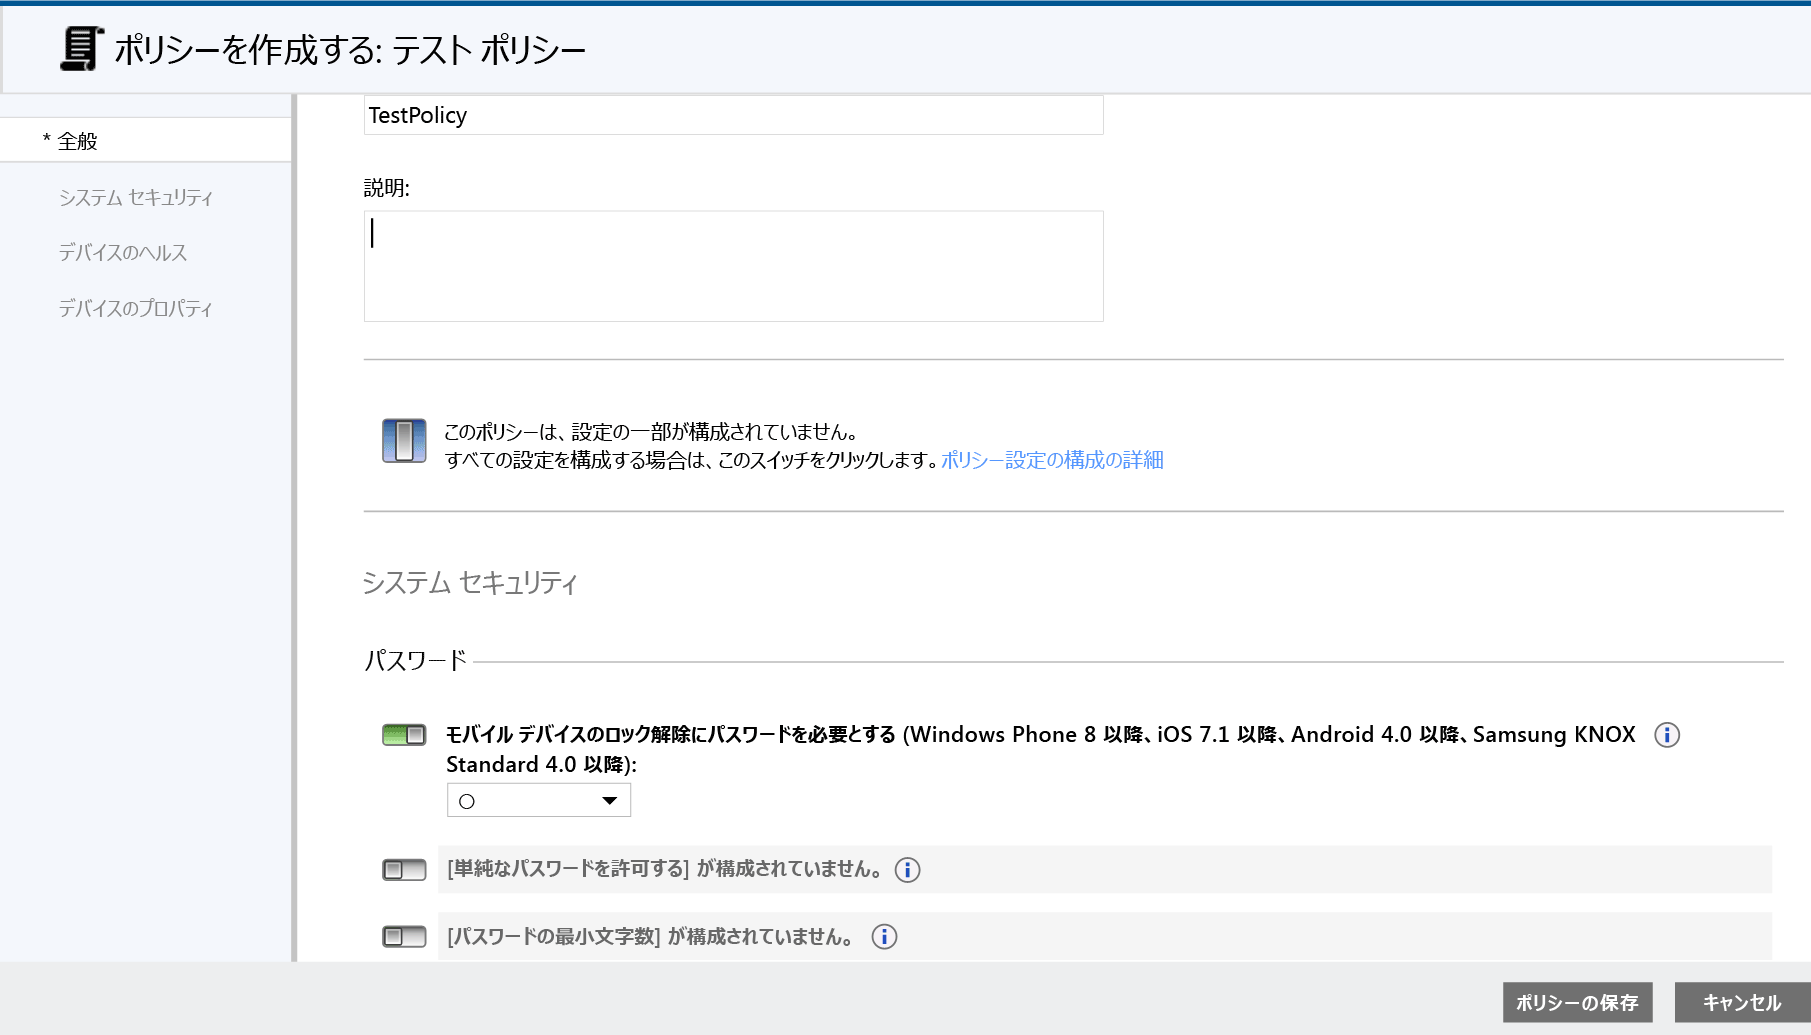 ポリシーを作成する: テスト ポリシー
* 全般
システム セキュリティ
デバイスのヘルス
デバイスのプロパティ
TestPolicy
説明:
このポリシーは、設定の一部が構成されていません。
すべての設定を構成する場合は、このスイッチをクリックします。ポリシー設定の構成の詳細
システム セキュリティ
パスワード
モバイル デバイスのロック解除にパスワードを必要とする (Windows Phone 8 以降、iOS 7.1 以降、Android 4.0 以降、Samsung KNOX
Standard 4.0 以降):
○
[単純なパスワードを許可する] が構成されていません。
[パスワードの最小文字数] が構成されていません。
ポリシーの保存
キャンセル